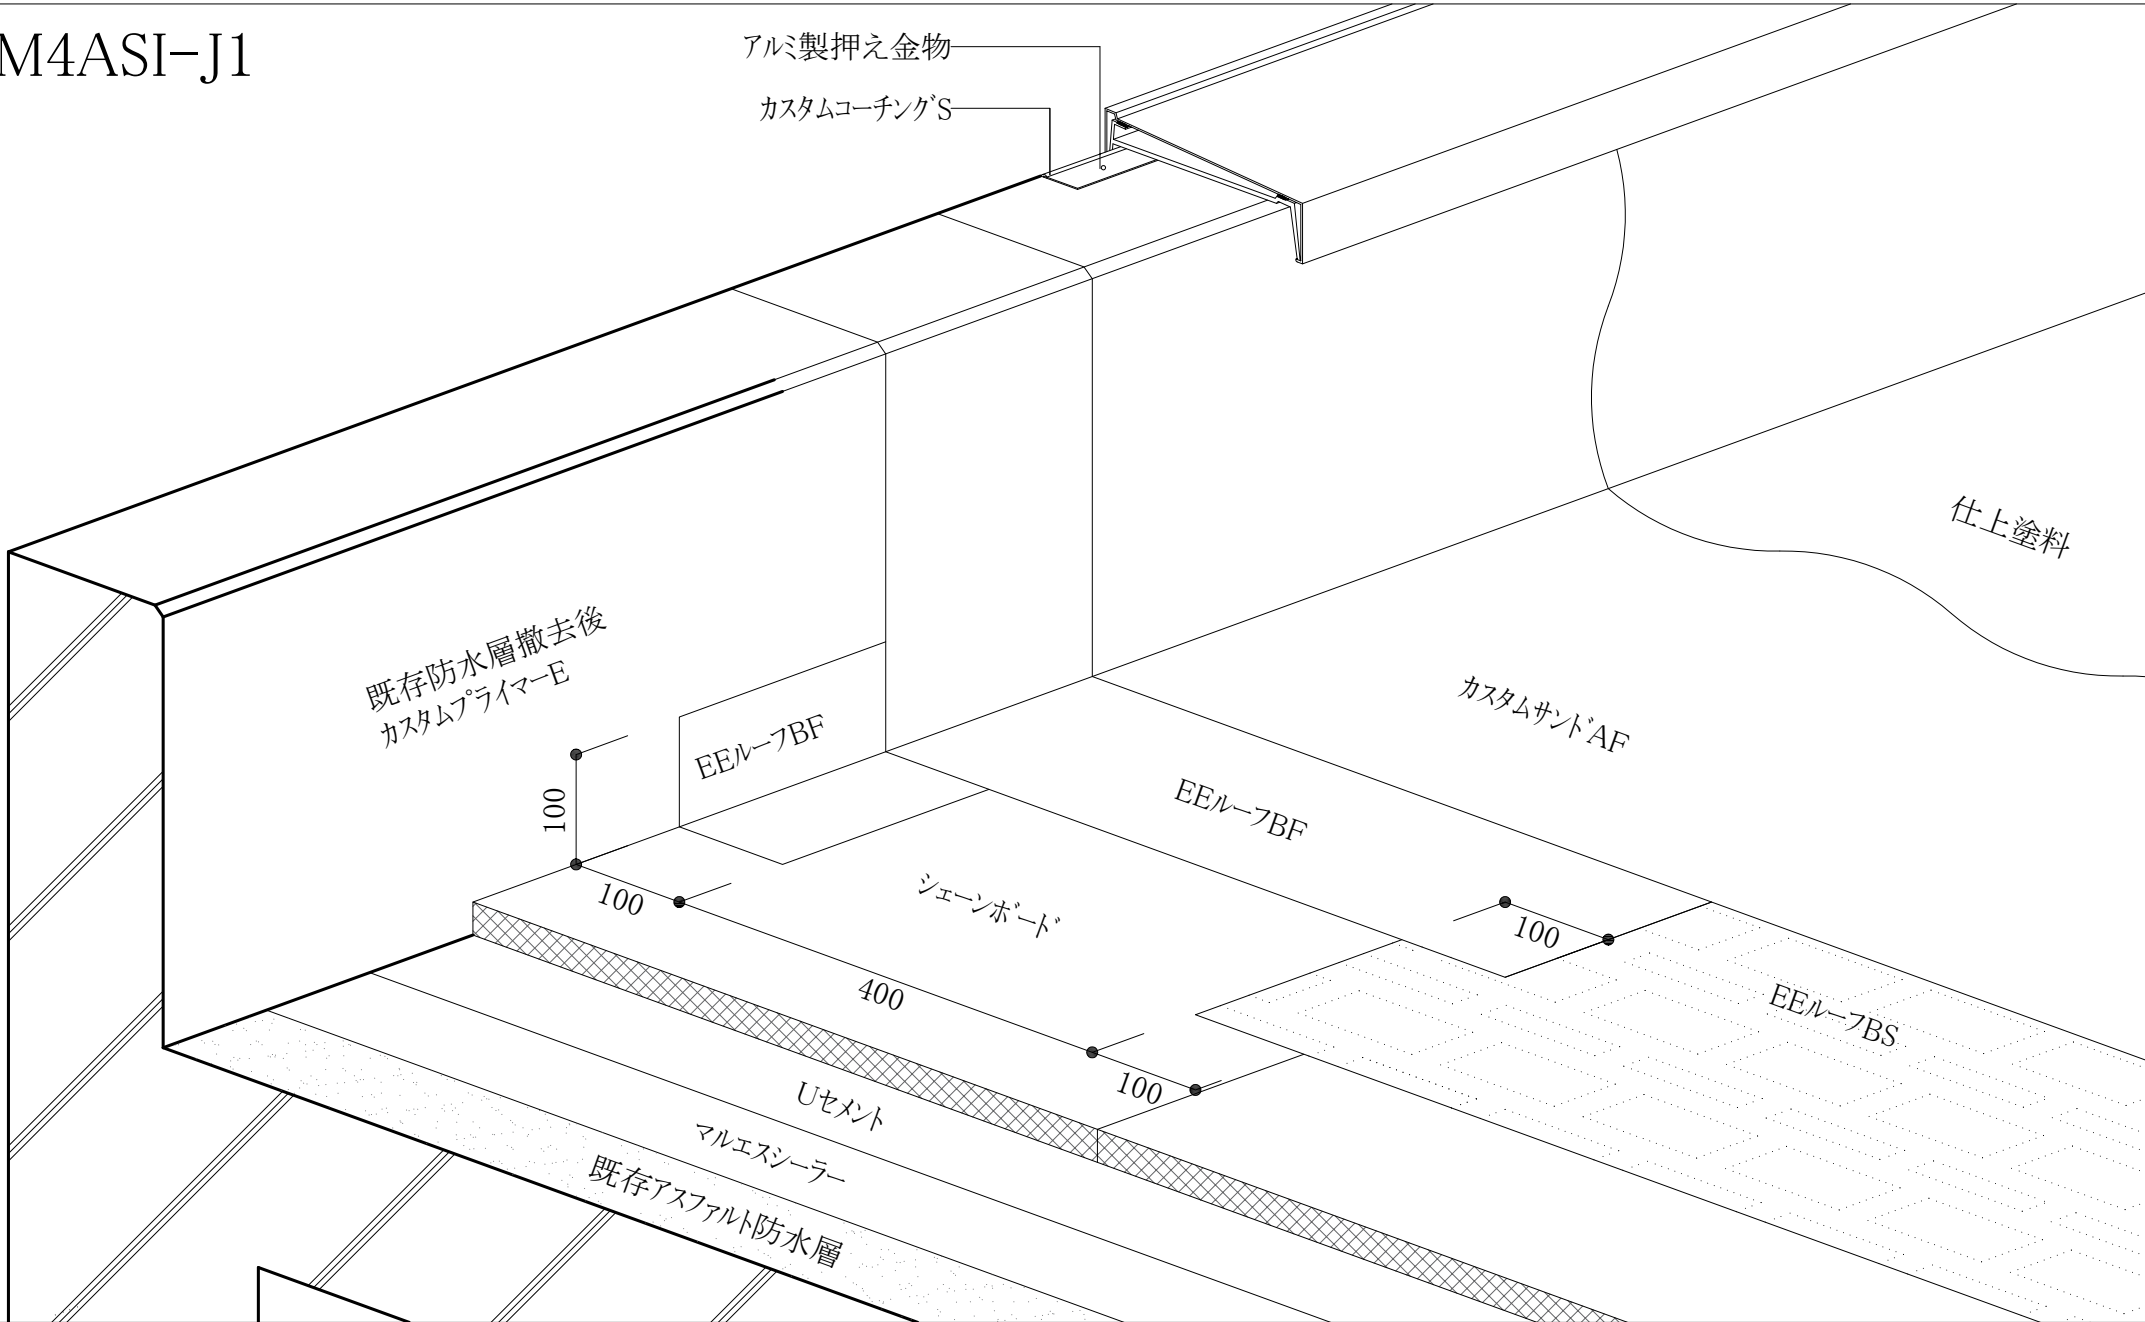 M4ASI-J1
アルミ製押え金物
カスタムコーチングS
仕上塗料
既存防水層撤去後
カスタムプライマーE
EEルーフBF
カスタムサンドAF
100
EEルーフBF
シェーンボード
100
100
400
EEルーフBS
100
Uセメント
マルエスシーラー
既存アスファルト防水層